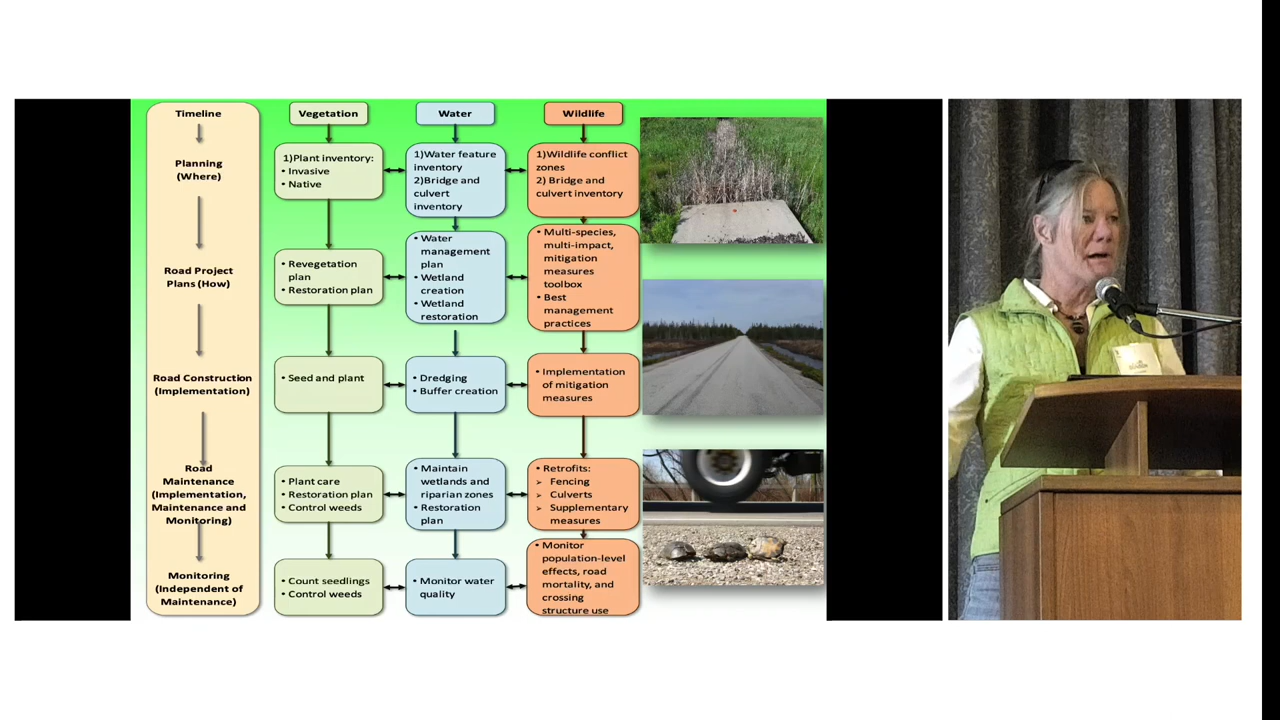 Timeline
Planning
(Where)
Road Project
Plans (How)
Road Construction
(Implementation)
Road
Maintenance
(Implementation,
Maintenance and
Monitoring)
Monitoring
(Independent of
Maintenance)
Vegetation
1)Plant inventory:
• Invasive
• Native
• Revegetation
plan
• Restoration plan
• Seed and plant
• Plant care
• Restoration plan
• Control weeds
• Count seedlings
• Control weeds
Water
1)Water feature
inventory
2)Bridge and
culvert
inventory
• Water
management
plan
• Wetland
creation
• Wetland
restoration
• Dredging
• Buffer creation
• Maintain
wetlands and
riparian zones
• Restoration
plan
• Monitor water
quality
Wildlife
1)Wildlife conflict
zones
2) Bridge and
culvert inventory
• Multi-species,
multi-impact,
mitigation
measures
toolbox
• Best
management
practices
• Implementation
of mitigation
measures
• Retrofits:
➢ Fencing
➢ Culverts
➢ Supplementary
measures
• Monitor
population-level
effects, road
mortality, and
crossing
structure use